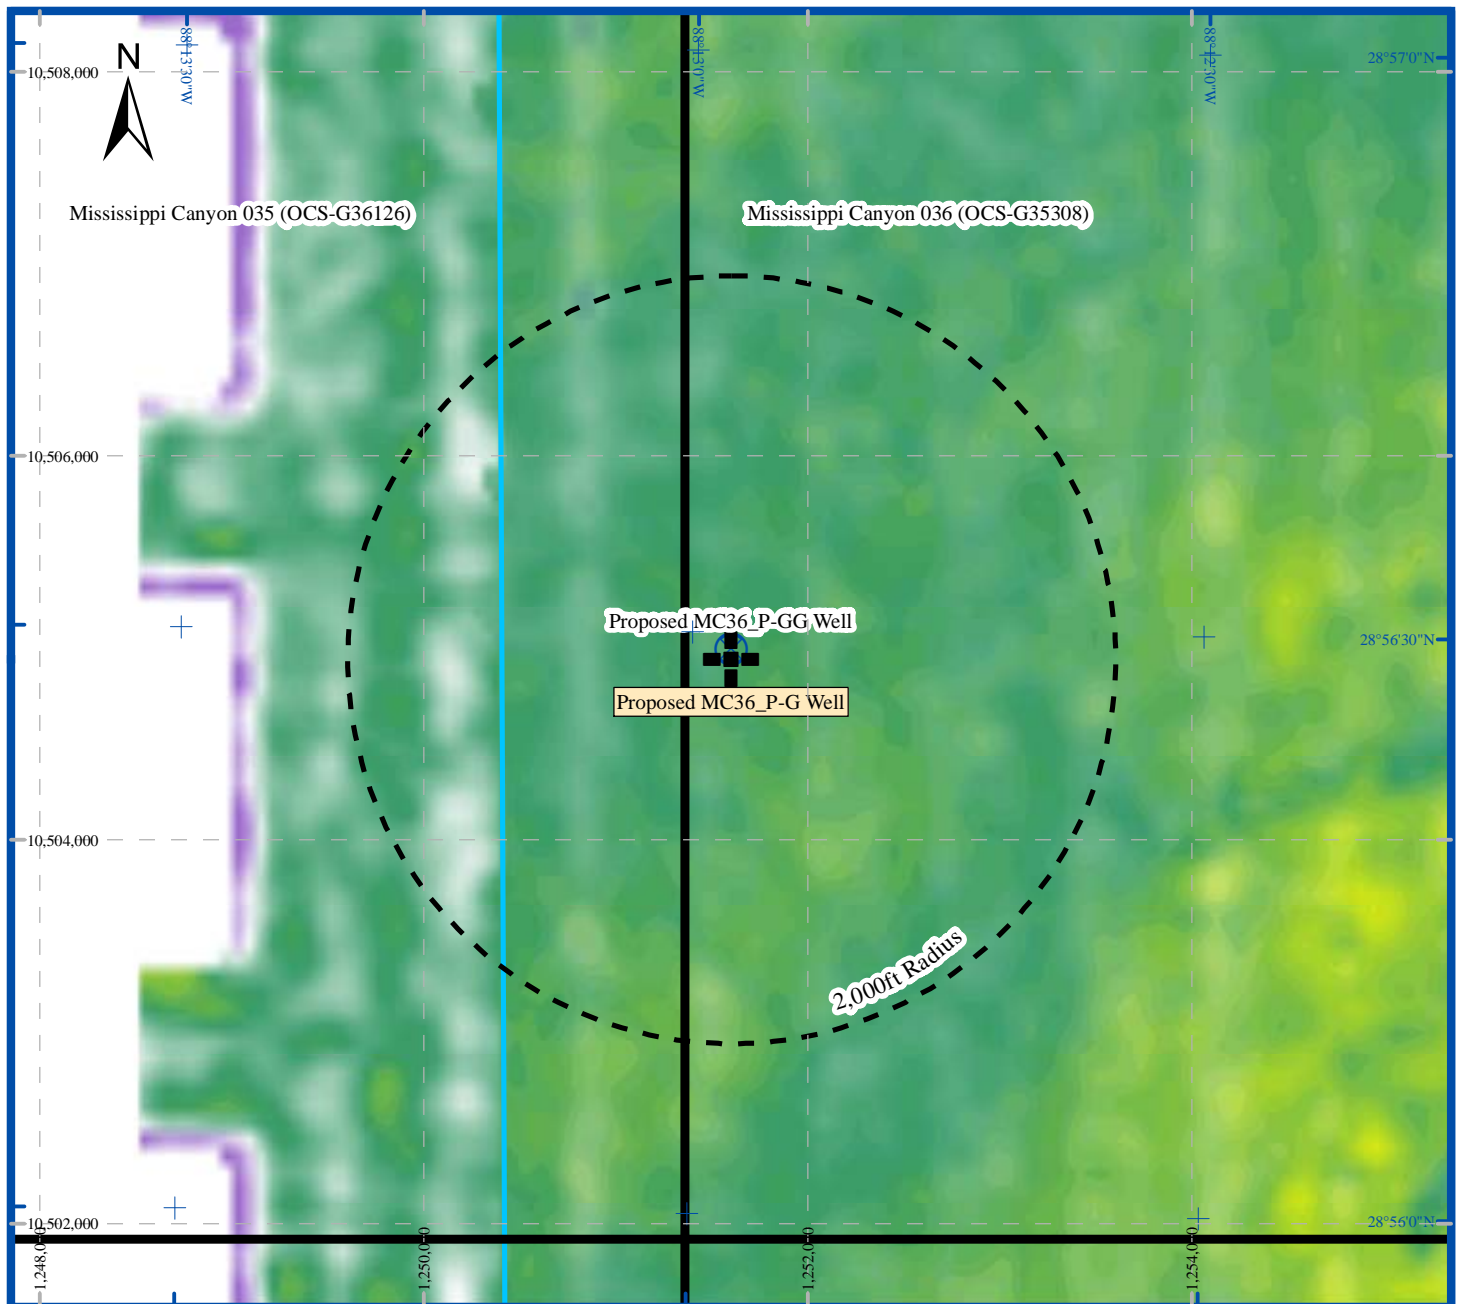 N
88°13'30"W
88°13'0"W
88°12'30"W
28°57'0"N
10,508,000
Mississippi Canyon 035 (OCS-G36126)
Mississippi Canyon 036 (OCS-G35308)
10,506,000
Proposed MC36_P-GG Well
28°56'30"N
Proposed MC36_P-G Well
10,504,000
2,000ft Radius
10,502,000
28°56'0"N
1,248,000
1,250,000
1,252,000
1,254,000